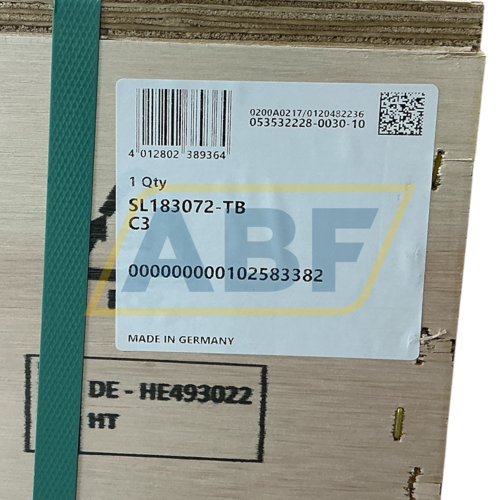 0200A0217/0120482236
053532228-0030-10
4 012802 389364
1 Qty
SL183072-TB
C3
ABF
000000000102583382
MADE IN GERMANY
DE - HE493022
HT